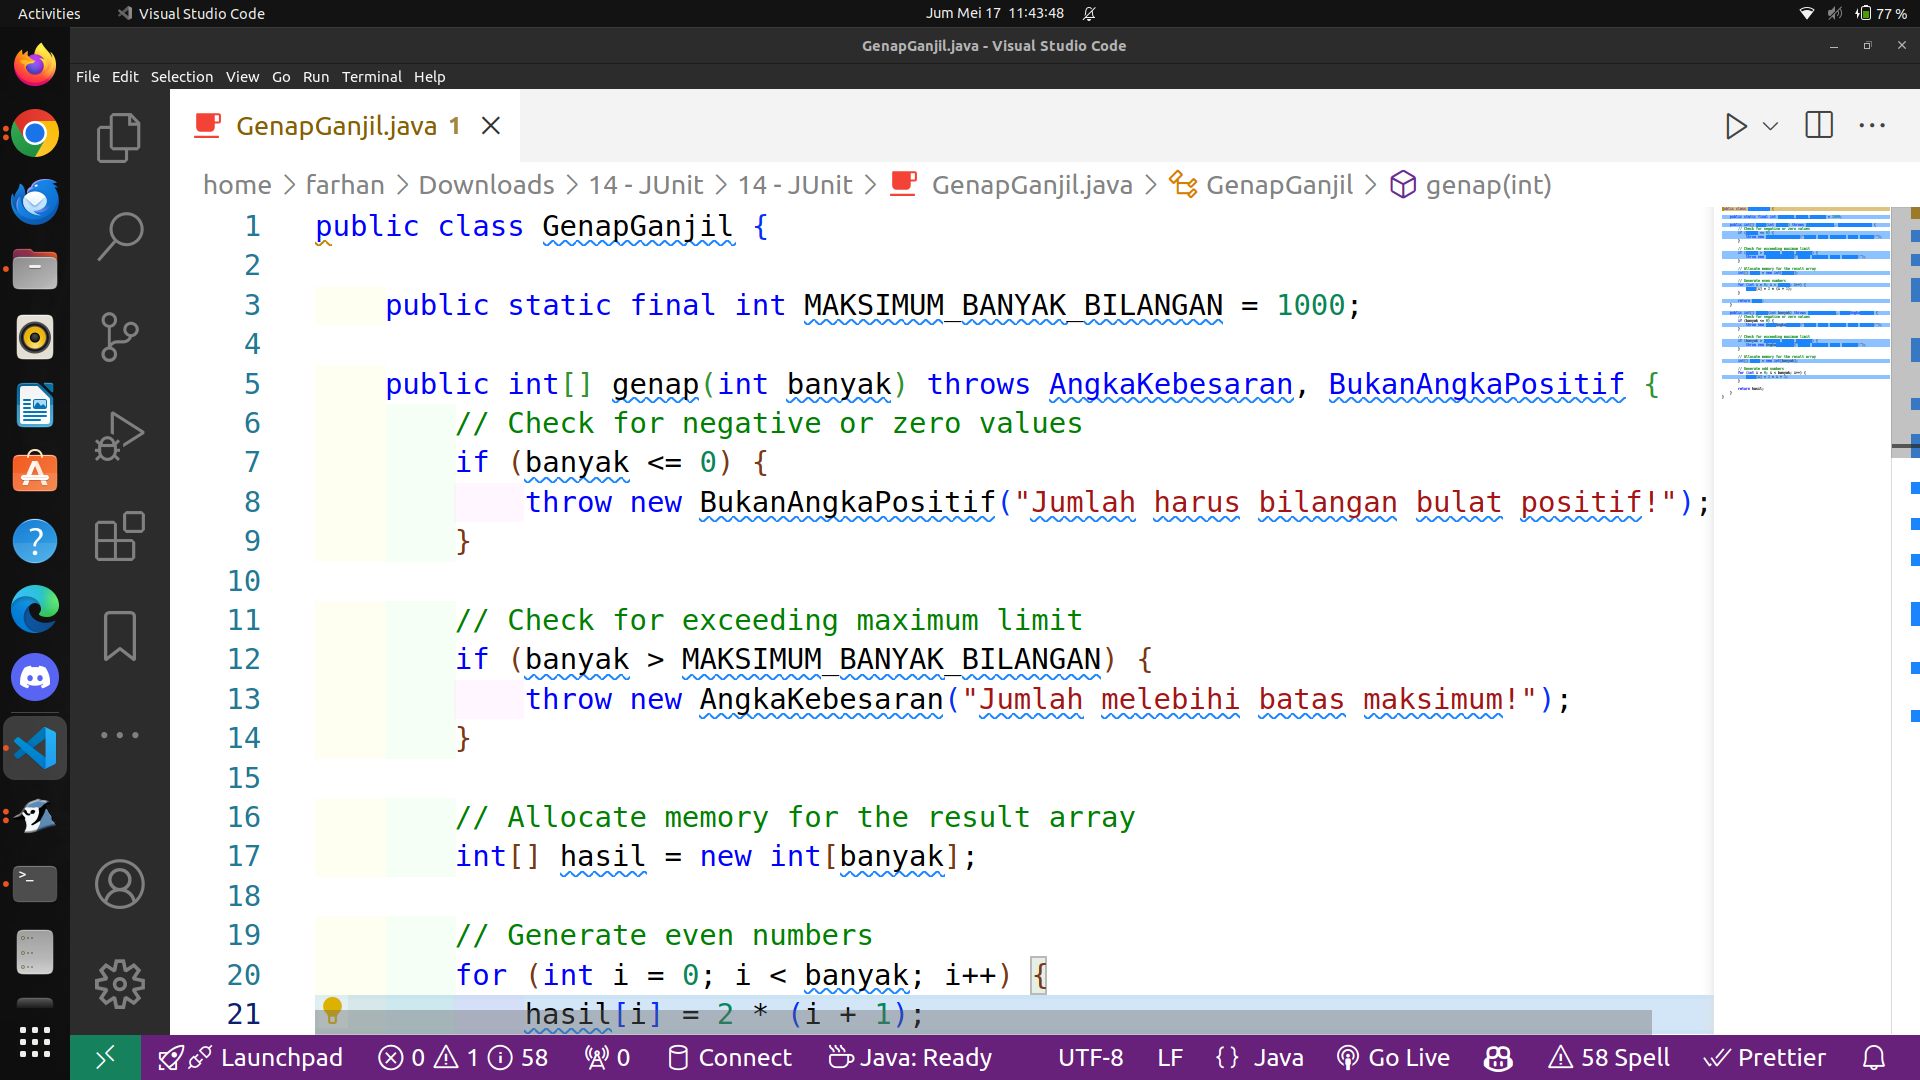 Activities Visual Studio Code Jum Mei 17 11:43:48 77 %
GenapGanjil.java - Visual Studio Code
File Edit Selection View Go Run Terminal Help
GenapGanjil.java 1
home > farhan > Downloads > 14 - JUnit > 14 - JUnit > GenapGanjil.java > GenapGanjil > genap(int)
1 public class GenapGanjil {
2
3 public static final int MAKSIMUM_BANYAK_BILANGAN = 1000;
4
5 public int[] genap(int banyak) throws AngkaKebesaran, BukanAngkaPositif {
6 // Check for negative or zero values
7 if (banyak <= 0) {
8 throw new BukanAngkaPositif("Jumlah harus bilangan bulat positif!");
9 }
10
11 // Check for exceeding maximum limit
12 if (banyak > MAKSIMUM_BANYAK_BILANGAN) {
13 throw new AngkaKebesaran("Jumlah melebihi batas maksimum!");
14 }
15
16 // Allocate memory for the result array
17 int[] hasil = new int[banyak];
18
19 // Generate even numbers
20 for (int i = 0; i < banyak; i++) {
21 hasil[i] = 2 * (i + 1);
Launchpad 0 1 58 0 Connect Java: Ready UTF-8 LF {} Java Go Live 58 Spell Prettier